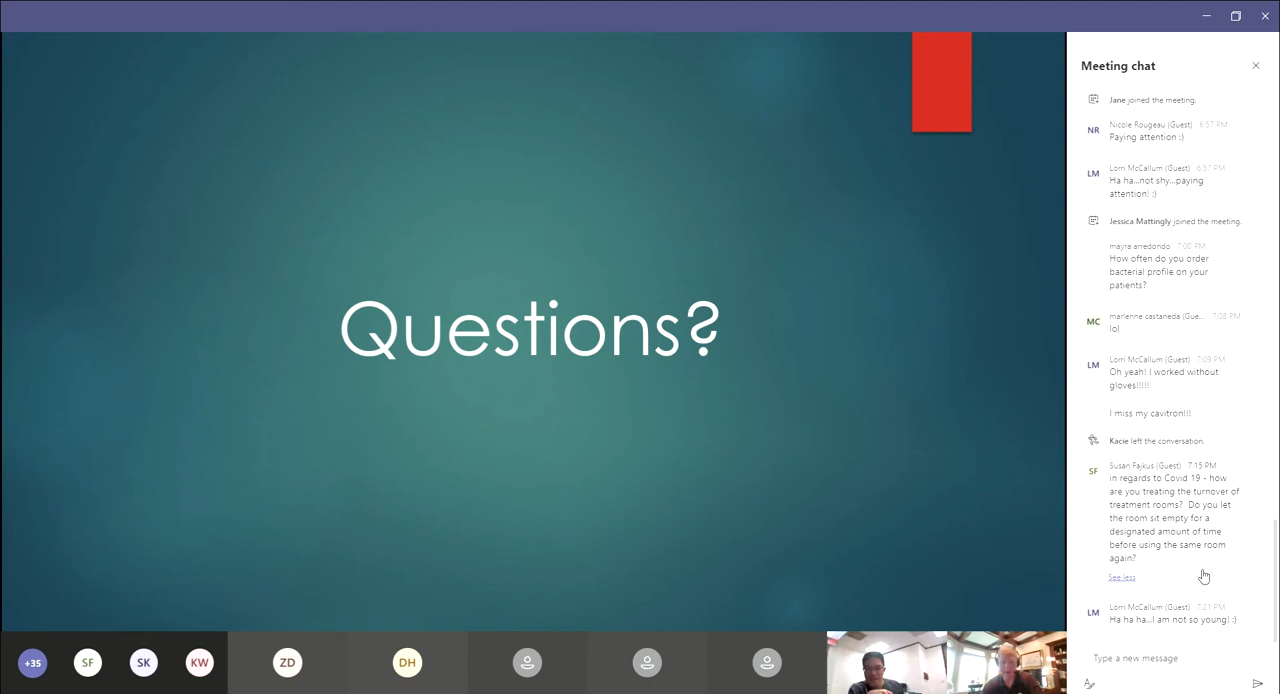 Meeting chat
Jane joined the meeting.
NR
Nicole Rougeau (Guest) 6:57 PM
Paying attention :)
LM
Lorri McCallum (Guest) 6:57 PM
Ha ha...not shy...paying
attention! :)
Jessica Mattingly joined the meeting.
mayra arredondo 7:00 PM
How often do you order
bacterial profile on your
patients?
MC
marlenne castaneda (Gue... 7:08 PM
lol
LM
Lorri McCallum (Guest) 7:09 PM
Oh yeah! I worked without
gloves!!!!!
I miss my cavitron!!!
Kacie left the conversation.
SF
Susan Fajkus (Guest) 7:15 PM
in regards to Covid 19 - how
are you treating the turnover of
treatment rooms? Do you let
the room sit empty for a
designated amount of time
before using the same room
again?
See less
LM
Lorri McCallum (Guest) 7:21 PM
Ha ha ha...I am not so young! :)
Type a new message
Questions?
+35
SF
SK
KW
ZD
DH